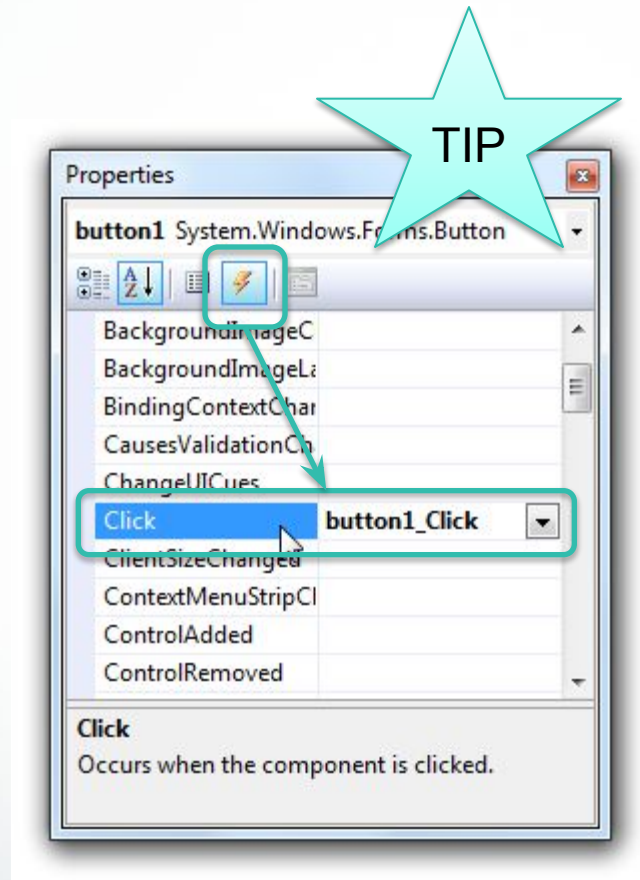 TIP
Properties
button1 System.Windows.Forms.Button
BackgroundImageC
BackgroundImageLa
BindingContextChan
CausesValidationCh
ChangeUICues
Click button1_Click
ClientSizeChanged
ContextMenuStripCl
ControlAdded
ControlRemoved
Click
Occurs when the component is clicked.